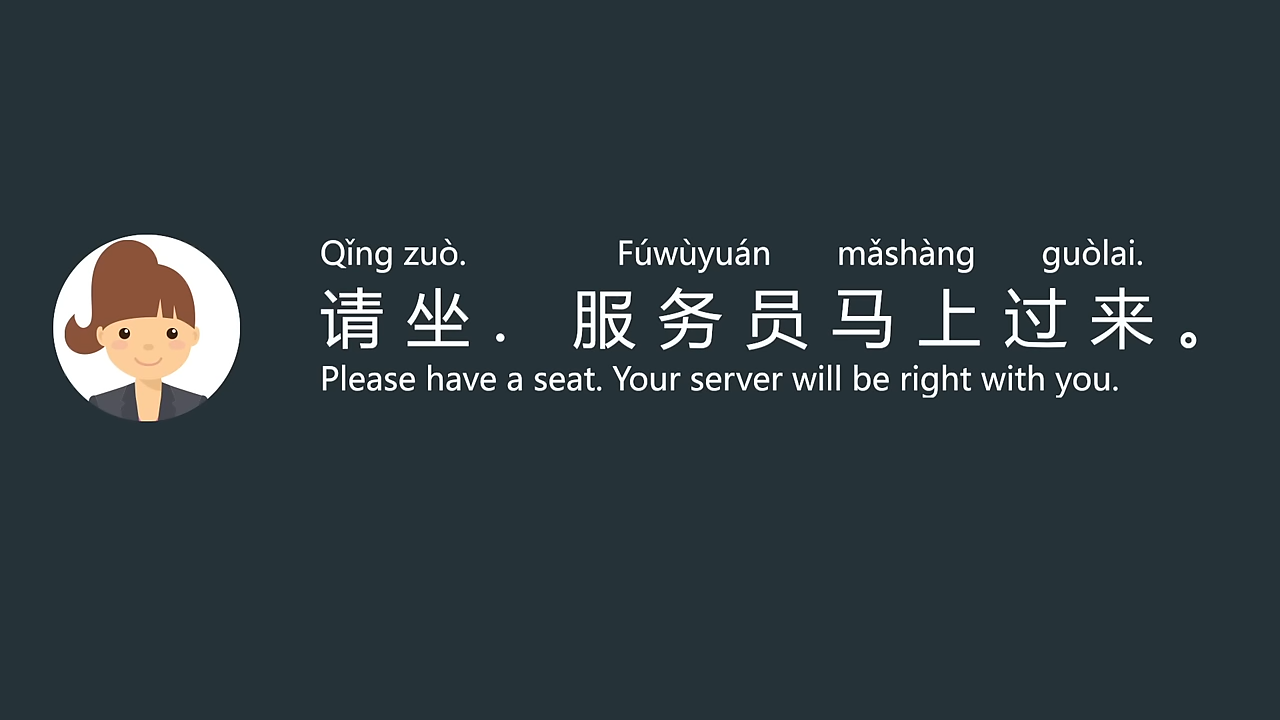 Qǐng zuò. Fúwùyuán mǎshàng guòlai.
请坐. 服务员马上过来。
Please have a seat. Your server will be right with you.